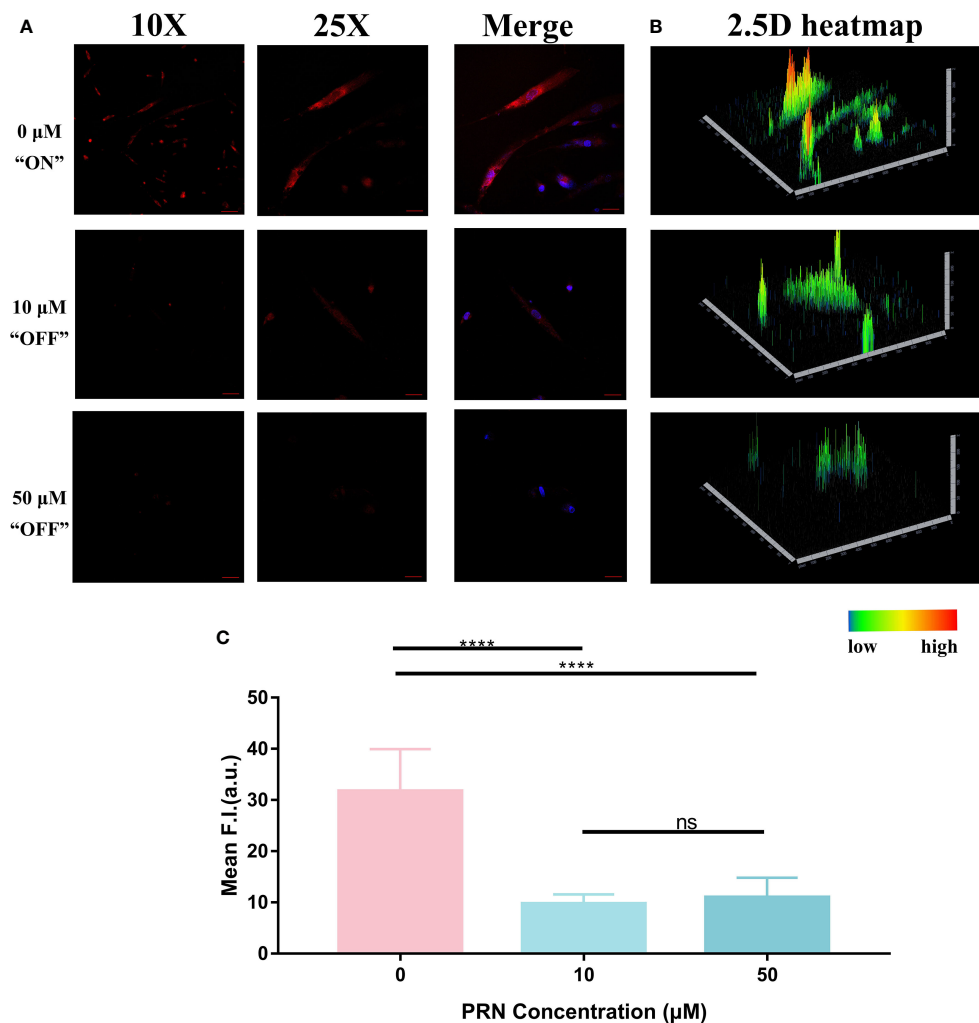 A
10X
25X
Merge
B
2.5D heatmap
0 µM
“ON”
10 µM
“OFF”
50 µM
“OFF”
low
high
C
****
****
ns
50
40
30
20
10
0
Mean F.I.(a.u.)
0
10
50
PRN Concentration (µM)